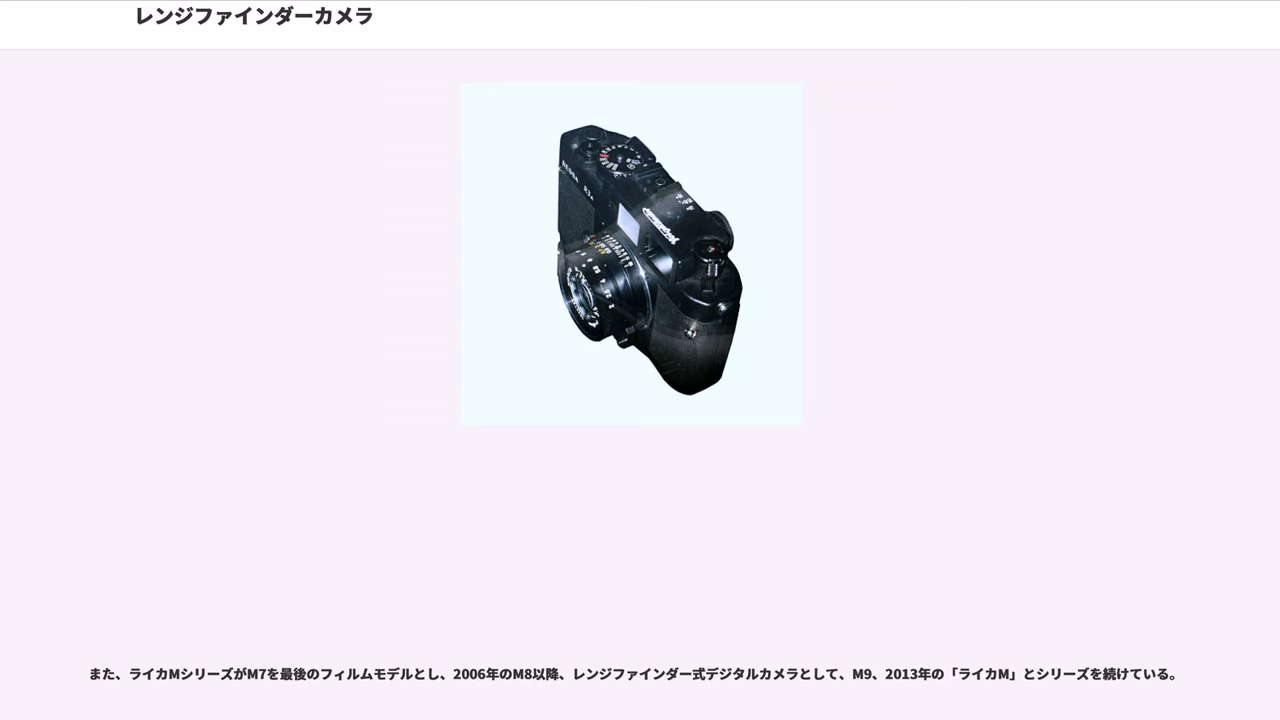 レンジファインダーカメラ
BESSA R3A
また、ライカMシリーズがM7を最後のフィルムモデルとし、2006年のM8以降、レンジファインダー式デジタルカメラとして、M9、2013年の「ライカM」とシリーズを続けている。